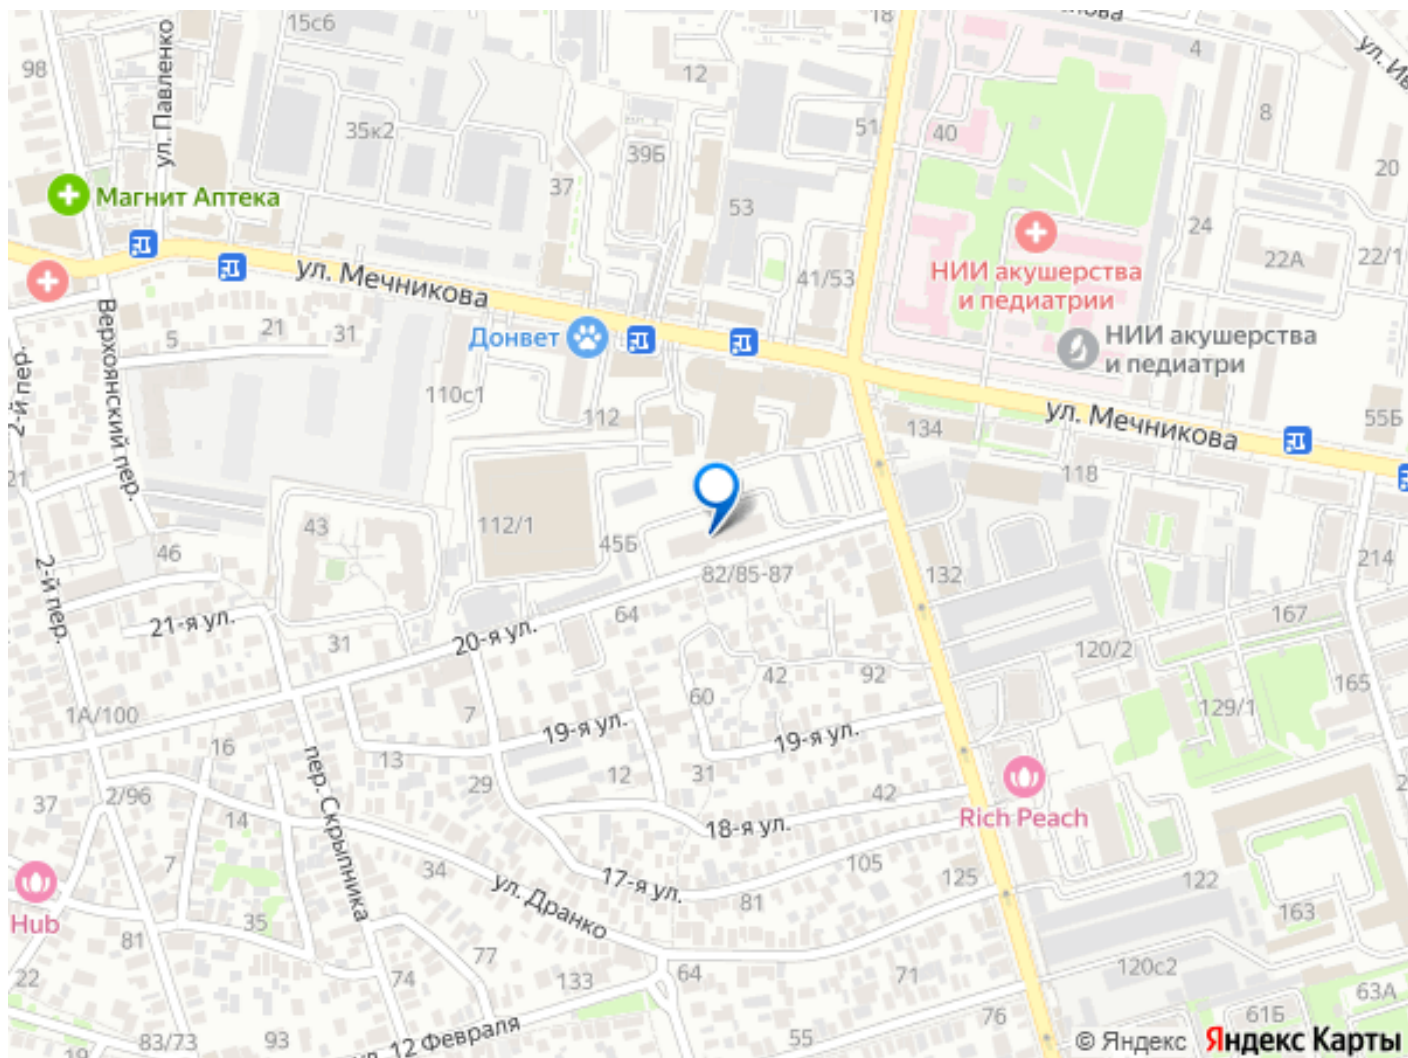 15с6
18
4
98
ул. Павленко
12
ул. Ив
8
35к2
51
40
39Б
20
37
Магнит Аптека
53
24
22А
22/1
НИИ акушерства
и педиатрии
ул. Мечникова
41/53
5
21
31
Верхоянский пер.
2-й пер.
Донвет
НИИ акушерства
и педиатри
110с1
112
134
ул. Мечникова
55Б
118
21
43
112/1
45Б
46
82/85-87
132
214
2-й пер.
21-я ул.
31
20-я ул.
64
167
120/2
42
92
60
165
129/1
1А/100
7
19-я ул.
19-я ул.
16
13
29
12
31
42
пер. Скрыпника
37
2/96
14
Rich Peach
18-я ул.
7
34
17-я ул.
105
125
122
Hub
ул. Дранко
81
35
163
81
77
22
74
133
64
71
120с2
63А
61Б
83/73
93
12 Февраля
55
76
19
© Яндекс Яндекс Карты